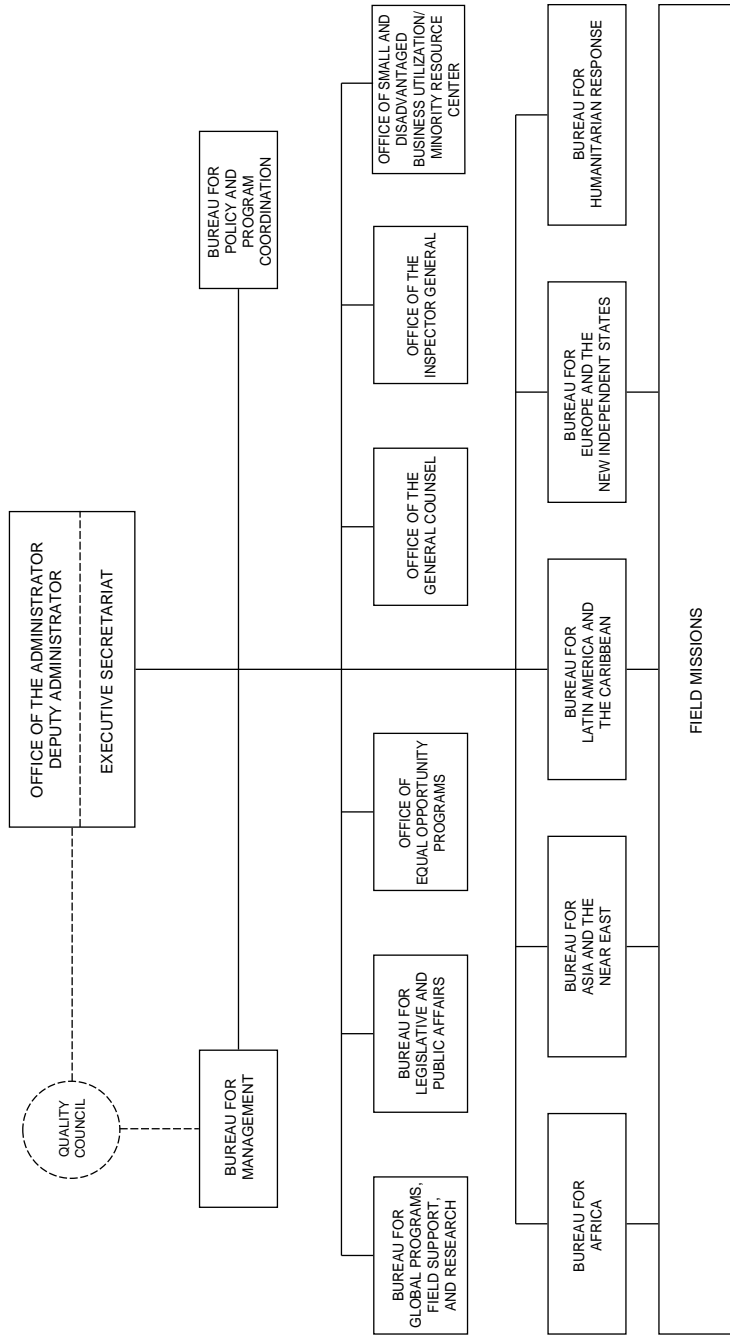 OFFICE OF THE ADMINISTRATOR
DEPUTY ADMINISTRATOR
EXECUTIVE SECRETARIAT
QUALITY
COUNCIL
BUREAU FOR
MANAGEMENT
BUREAU FOR
POLICY AND
PROGRAM
COORDINATION
BUREAU FOR
GLOBAL PROGRAMS,
FIELD SUPPORT,
AND RESEARCH
BUREAU FOR
LEGISLATIVE AND
PUBLIC AFFAIRS
OFFICE OF
EQUAL OPPORTUNITY
PROGRAMS
OFFICE OF THE
GENERAL COUNSEL
OFFICE OF THE
INSPECTOR GENERAL
OFFICE OF SMALL AND
DISADVANTAGED
BUSINESS UTILIZATION/
MINORITY RESOURCE
CENTER
BUREAU FOR
AFRICA
BUREAU FOR
ASIA AND THE
NEAR EAST
BUREAU FOR
LATIN AMERICA AND
THE CARIBBEAN
BUREAU FOR
EUROPE AND THE
NEW INDEPENDENT STATES
BUREAU FOR
HUMANITARIAN RESPONSE
FIELD MISSIONS